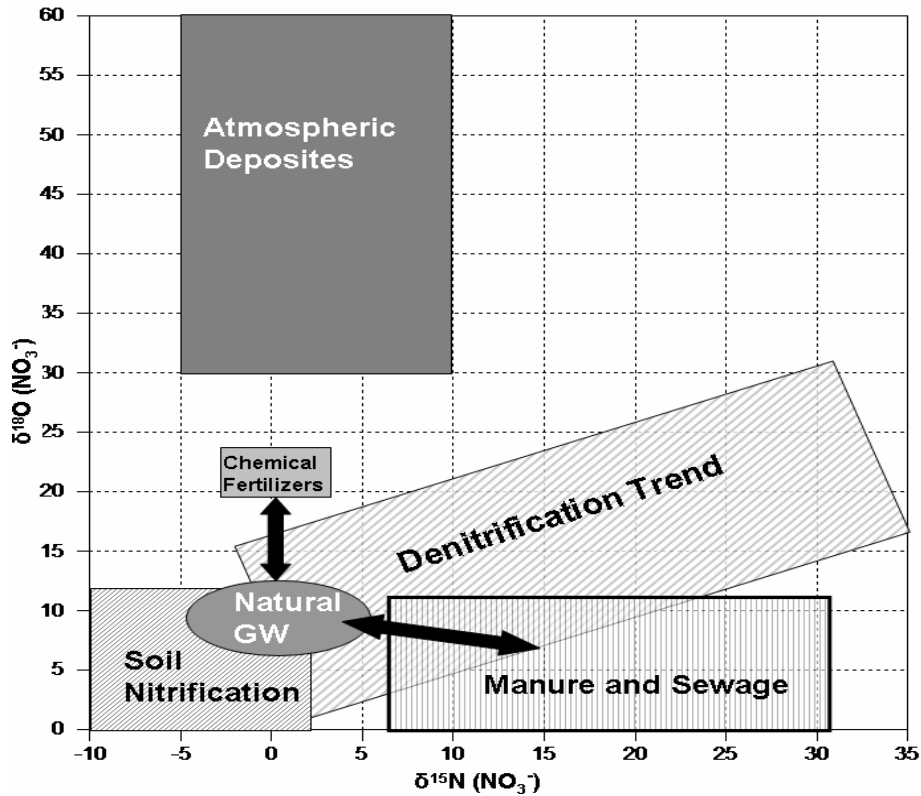 60
55
50
45
40
35
30
25
20
15
10
5
0
δ¹⁸O (NO₃⁻)
Atmospheric
Deposites
Chemical
Fertilizers
Denitrification Trend
Natural
GW
Soil
Nitrification
Manure and Sewage
-10 -5 0 5 10 15 20 25 30 35
δ¹⁵N (NO₃⁻)